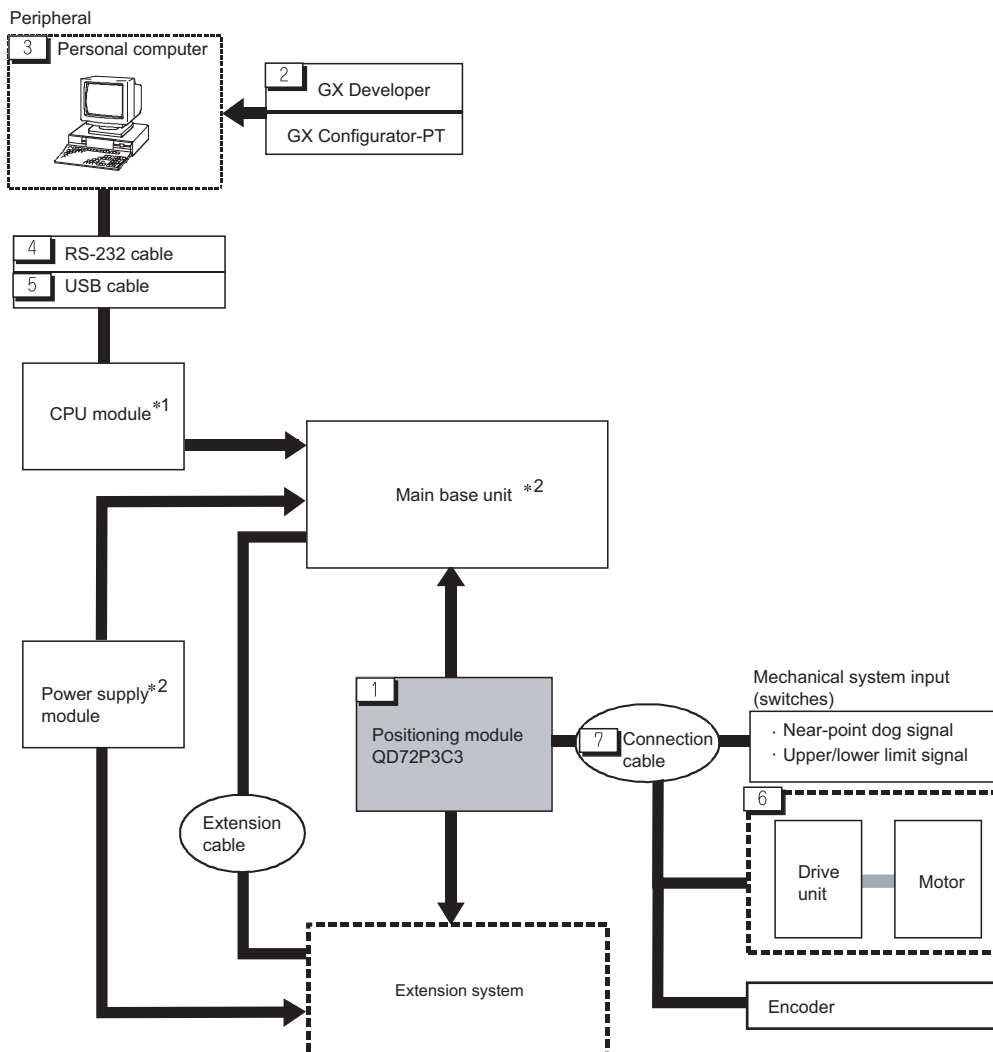 Peripheral
3 Personal computer
2 GX Developer
GX Configurator-PT
4 RS-232 cable
5 USB cable
CPU module*1
Main base unit *2
Power supply*2
module
1
Positioning module
QD72P3C3
7 Connection
cable
Mechanical system input
(switches)
· Near-point dog signal
· Upper/lower limit signal
6
Drive
unit
Motor
Extension
cable
Extension system
Encoder